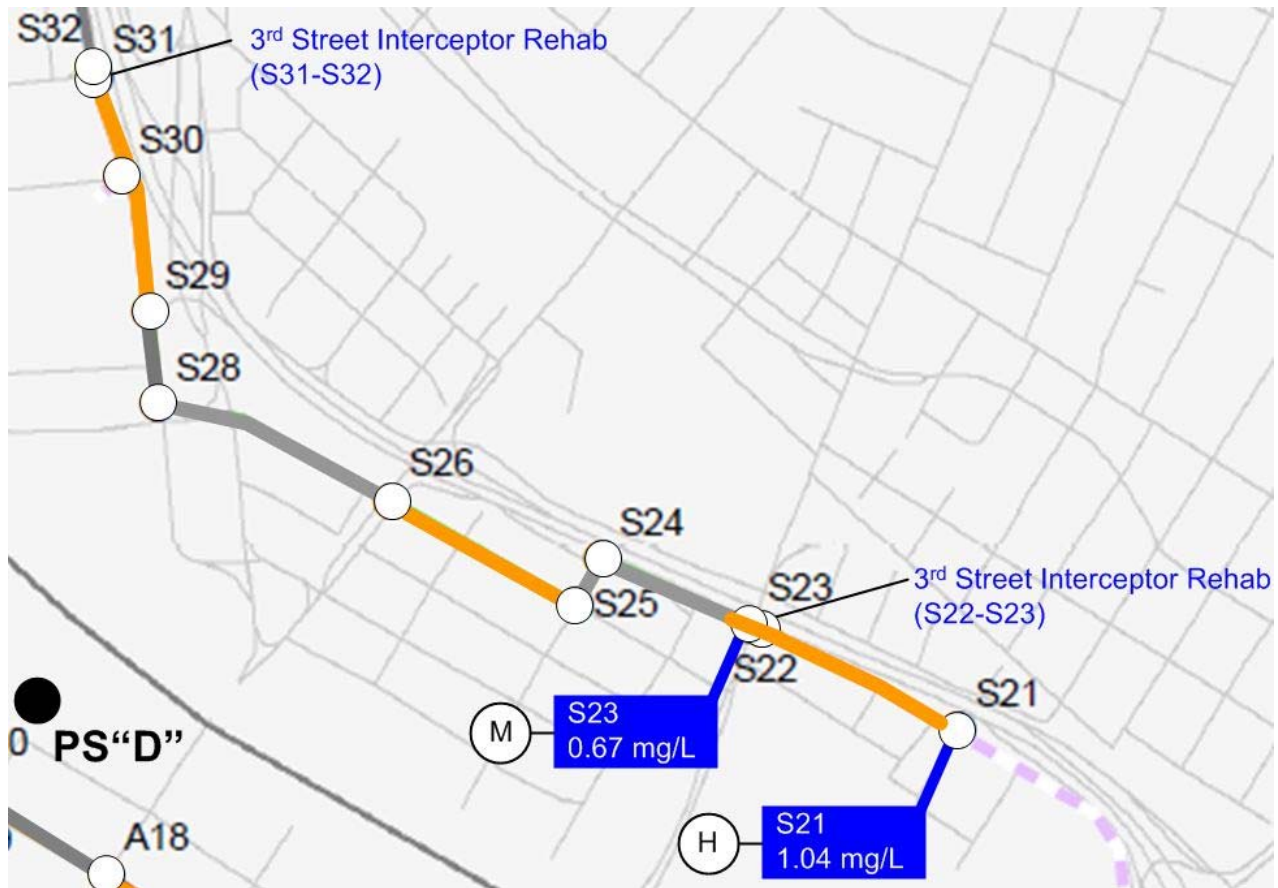 S32
S31
3rd Street Interceptor Rehab
(S31-S32)
S30
S29
S28
S26
S24
S25
S23
3rd Street Interceptor Rehab
(S22-S23)
S22
S21
S23
0.67 mg/L
M
0
PS“D”
S21
1.04 mg/L
H
A18